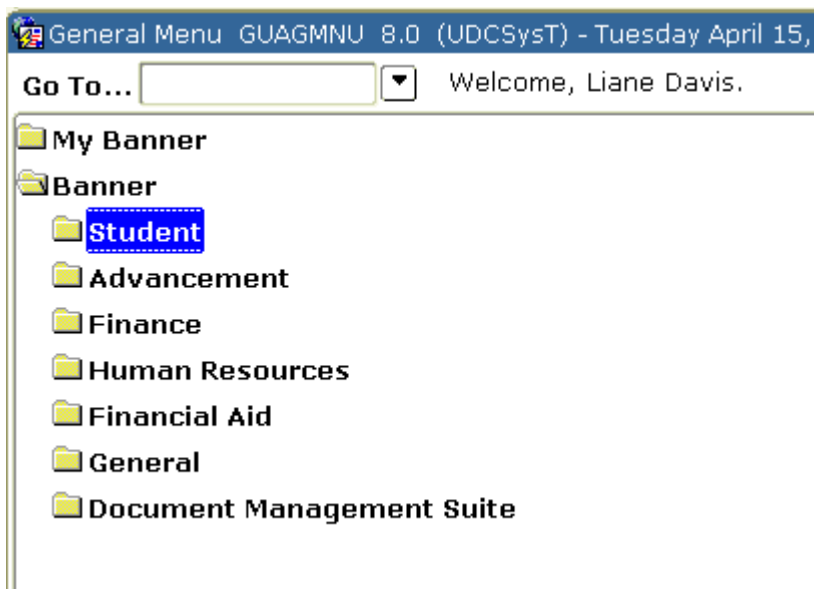 General Menu GUAGMNU 8.0 (UDCSysT) - Tuesday April 15,
Go To... Welcome, Liane Davis.
My Banner
Banner
Student
Advancement
Finance
Human Resources
Financial Aid
General
Document Management Suite